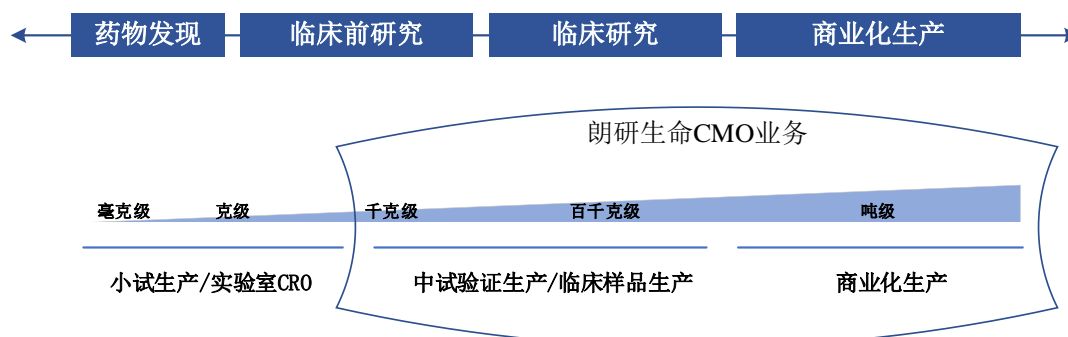 药物发现 临床前研究 临床研究 商业化生产
朗研生命CMO业务
毫克级 克级 千克级 百千克级 吨级
小试生产/实验室CRO 中试验证生产/临床样品生产 商业化生产